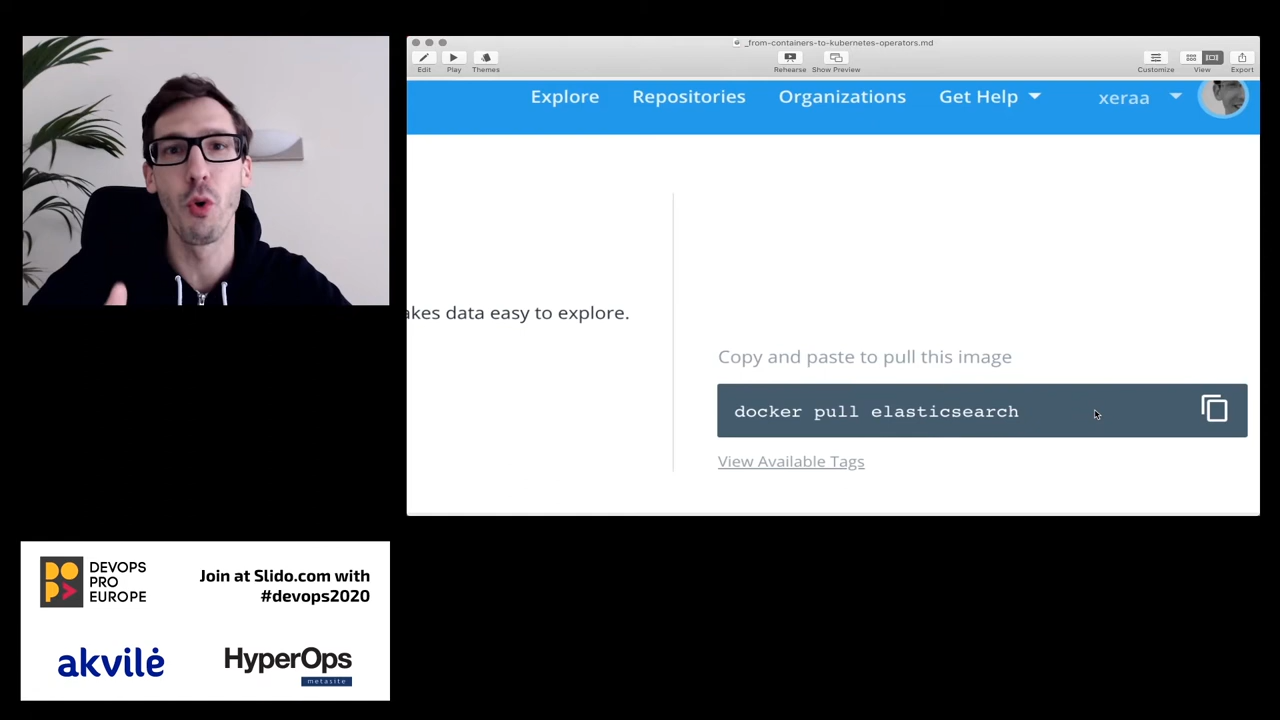 _from-containers-to-kubernetes-operators.md
Edit
Play
Themes
Rehearse
Show Preview
Customize
View
Export
Explore
Repositories
Organizations
Get Help
xeraa
akes data easy to explore.
Copy and paste to pull this image
docker pull elasticsearch
View Available Tags
DEVOPS
PRO
EUROPE
Join at Slido.com with
#devops2020
akvilė
HyperOps
metasite